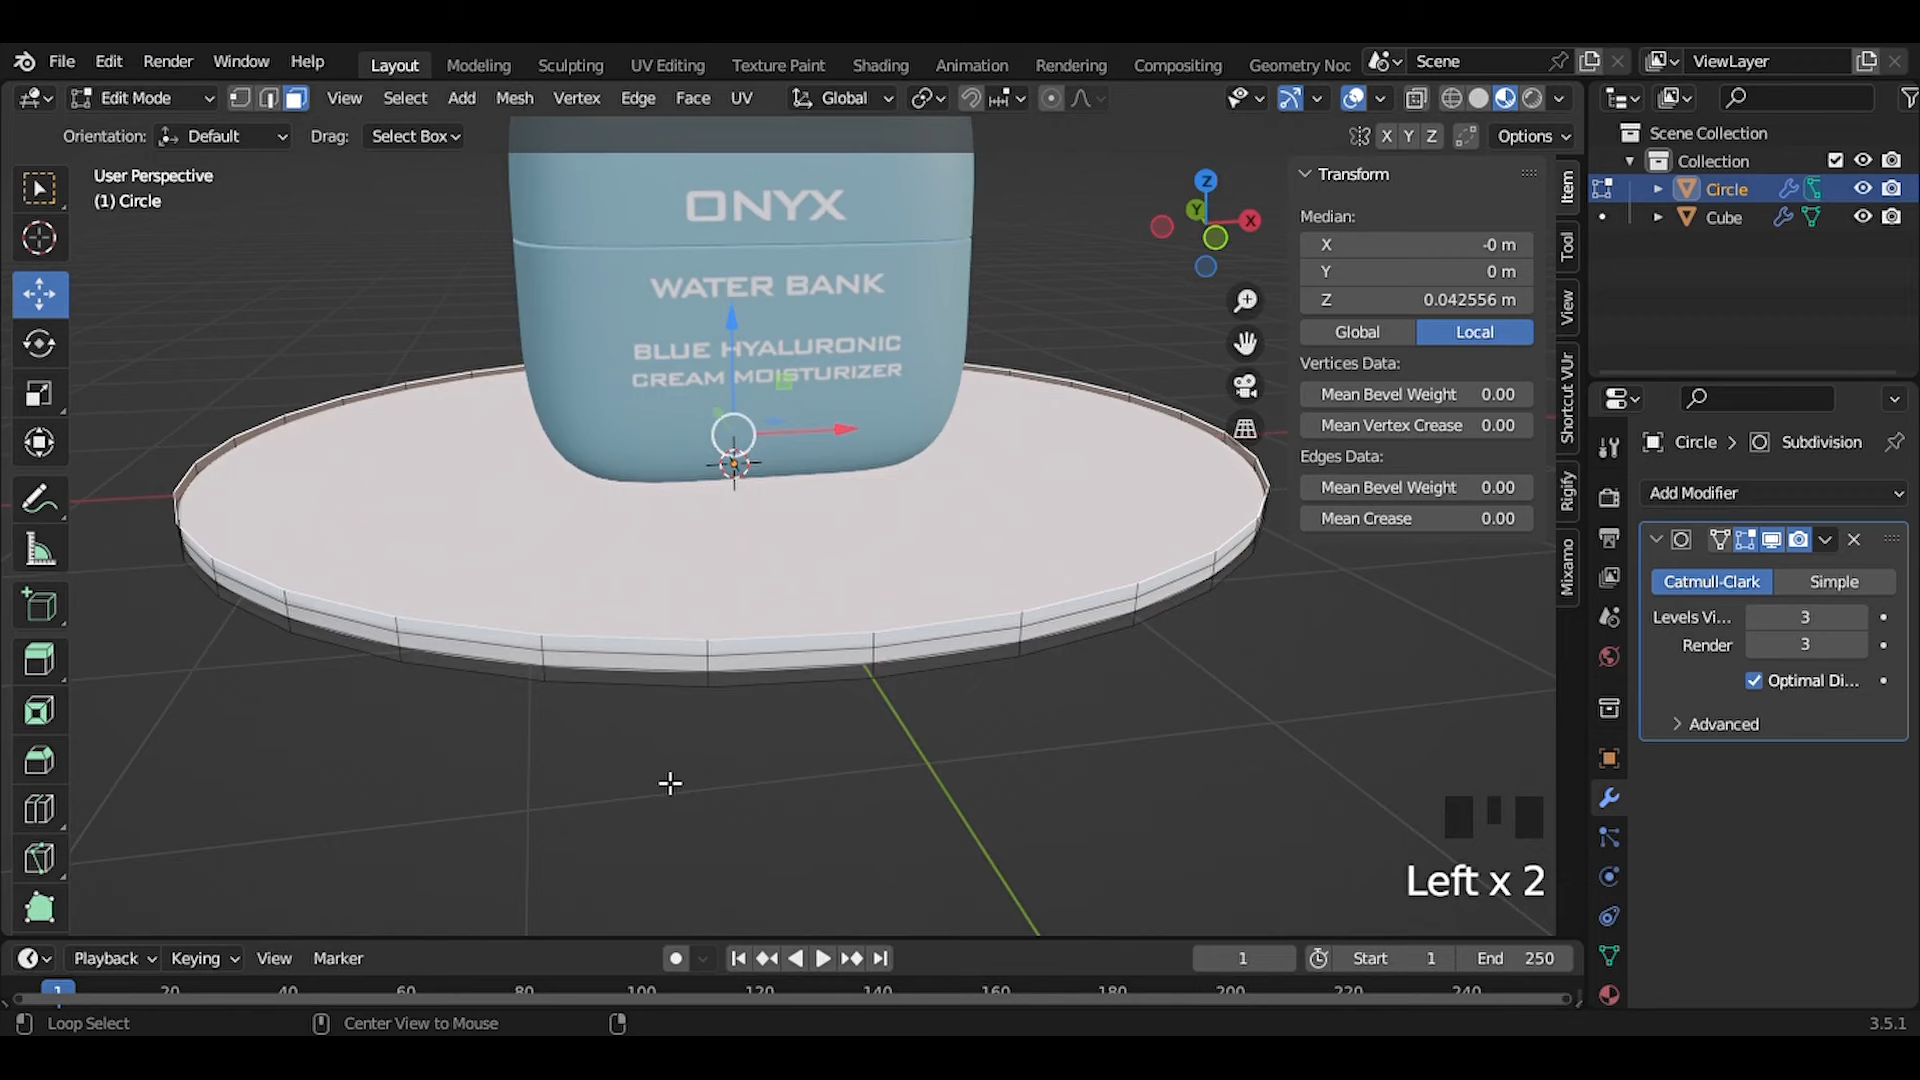 File Edit Render Window Help Layout Modeling Sculpting UV Editing Texture Paint Shading Animation Rendering Compositing Geometry Noc Scene ViewLayer
Edit Mode View Select Add Mesh Vertex Edge Face UV Global
Orientation: Default Drag: Select Box X Y Z Options
User Perspective
(1) Circle
ONYX
WATER BANK
BLUE HYALURONIC
CREAM MOISTURIZER
Z
Y
X
Transform
Median:
X -0 m
Y 0 m
Z 0.042556 m
Global Local
Vertices Data:
Mean Bevel Weight 0.00
Mean Vertex Crease 0.00
Edges Data:
Mean Bevel Weight 0.00
Mean Crease 0.00
Item
Tool
View
Shortcut VUr
Rigify
Mixamo
Scene Collection
Collection
Circle
Cube
Circle > Subdivision
Add Modifier
Catmull-Clark Simple
Levels Vi... 3
Render 3
Optimal Di...
Advanced
Left x 2
Playback Keying View Marker 1 Start 1 End 250
1 20 40 60 80 100 120 140 160 180 200 220 240
Loop Select Center View to Mouse 3.5.1